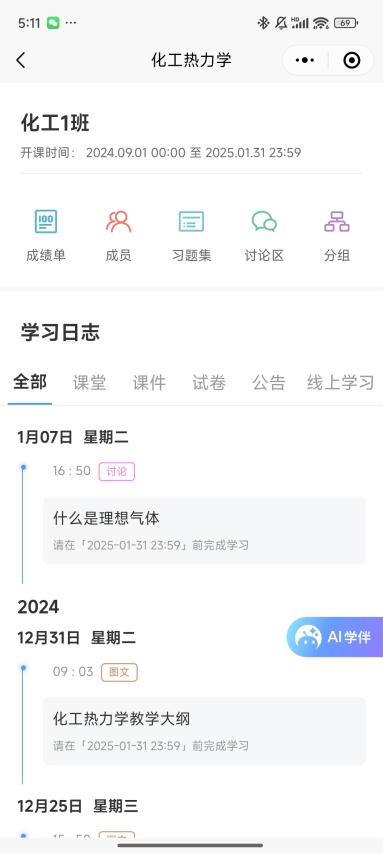 5:11
HD
69
化工热力学
化工1班
开课时间： 2024.09.01 00:00 至 2025.01.31 23:59
100
成绩单 成员 习题集 讨论区 分组
学习日志
全部 课堂 课件 试卷 公告 线上学习
1月07日 星期二
16 : 50 讨论
什么是理想气体
请在「2025-01-31 23:59」前完成学习
2024
12月31日 星期二
AI学伴
09 : 03 图文
化工热力学教学大纲
请在「2025-01-31 23:59」前完成学习
12月25日 星期三